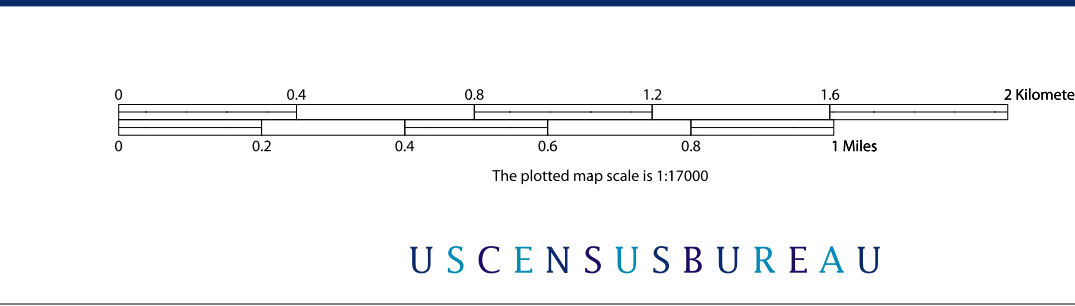 0 0.4 0.8 1.2 1.6 2 Kilomete
0 0.2 0.4 0.6 0.8 1 Miles
The plotted map scale is 1:17000
USCENSUSBUREAU